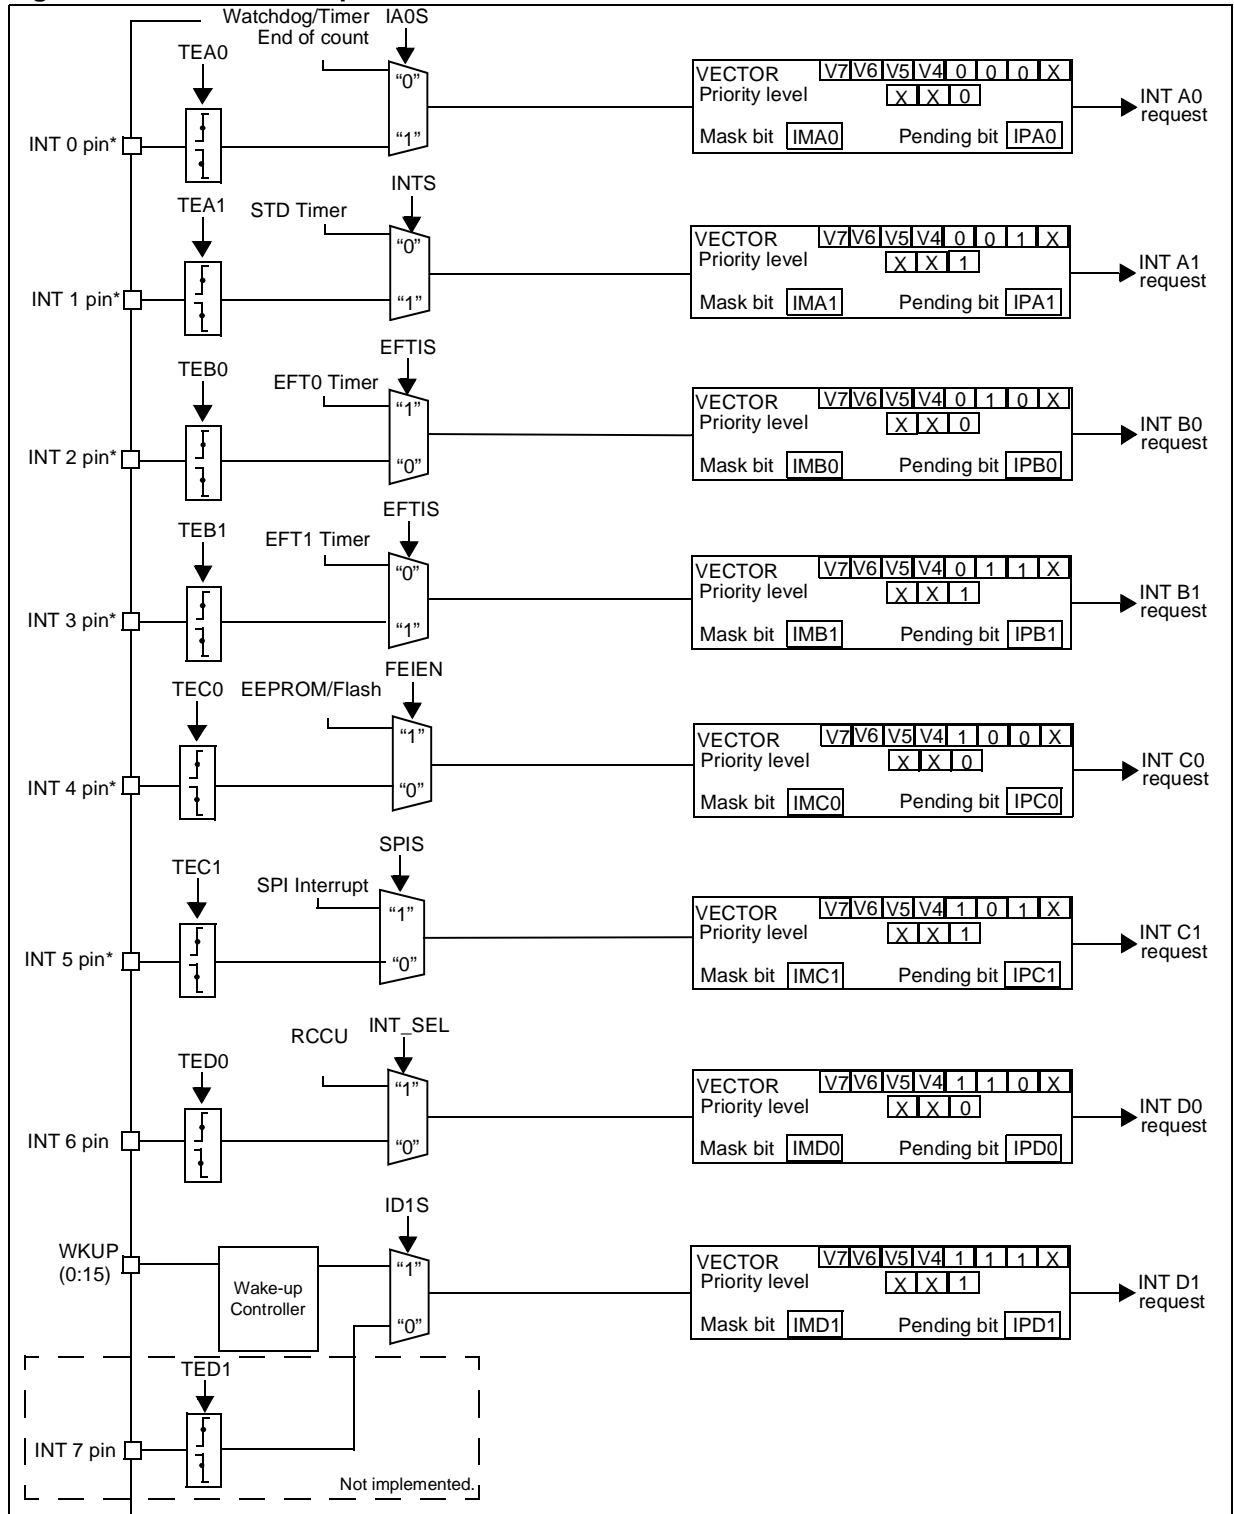 Watchdog/Timer IA0S
End of count
TEA0
"0"
"1"
INT 0 pin*
VECTOR V7 V6 V5 V4 0 0 0 X
Priority level X X 0
Mask bit IMA0 Pending bit IPA0
INT A0
request
INTS
TEA1 STD Timer
"0"
"1"
INT 1 pin*
VECTOR V7 V6 V5 V4 0 0 1 X
Priority level X X 1
Mask bit IMA1 Pending bit IPA1
INT A1
request
EFTIS
TEB0 EFT0 Timer
"1"
"0"
INT 2 pin*
VECTOR V7 V6 V5 V4 0 1 0 X
Priority level X X 0
Mask bit IMB0 Pending bit IPB0
INT B0
request
EFTIS
TEB1 EFT1 Timer
"0"
"1"
INT 3 pin*
VECTOR V7 V6 V5 V4 0 1 1 X
Priority level X X 1
Mask bit IMB1 Pending bit IPB1
INT B1
request
FEIEN
TEC0 EEPROM/Flash
"1"
"0"
INT 4 pin*
VECTOR V7 V6 V5 V4 1 0 0 X
Priority level X X 0
Mask bit IMC0 Pending bit IPC0
INT C0
request
SPIS
TEC1 SPI Interrupt
"1"
"0"
INT 5 pin*
VECTOR V7 V6 V5 V4 1 0 1 X
Priority level X X 1
Mask bit IMC1 Pending bit IPC1
INT C1
request
RCCU INT_SEL
TED0
"1"
"0"
INT 6 pin
VECTOR V7 V6 V5 V4 1 1 0 X
Priority level X X 0
Mask bit IMD0 Pending bit IPD0
INT D0
request
ID1S
WKUP
(0:15)
Wake-up
Controller
"1"
"0"
VECTOR V7 V6 V5 V4 1 1 1 X
Priority level X X 1
Mask bit IMD1 Pending bit IPD1
INT D1
request
TED1
INT 7 pin
Not implemented.